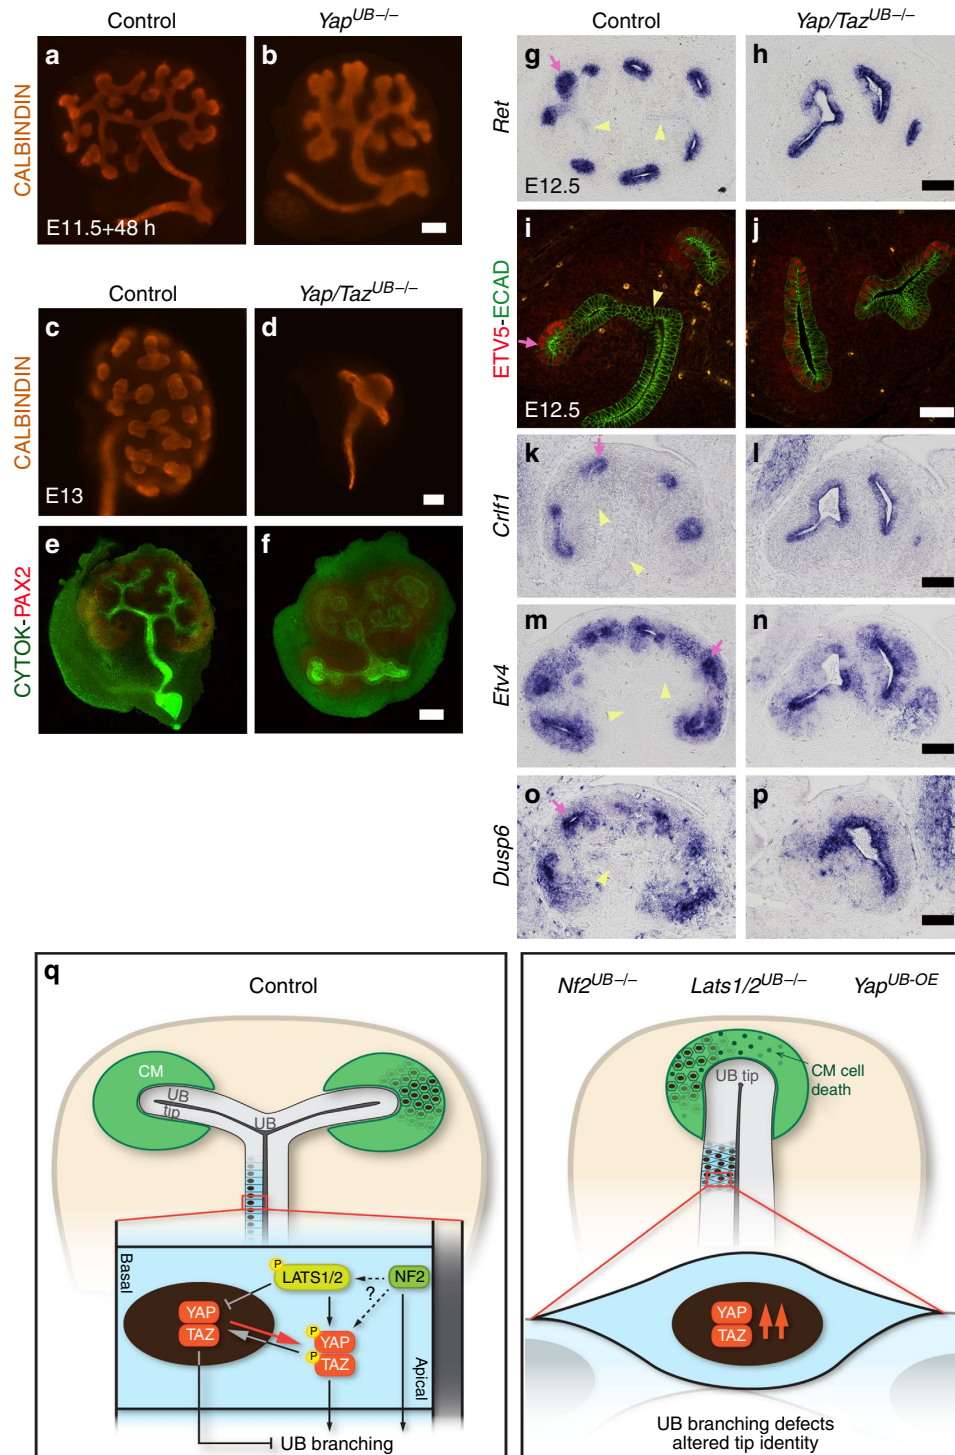 Control
Yap^UB–/–
Control
Yap/Taz^UB–/–
a
b
CALBINDIN
E11.5+48 h
Control
Yap/Taz^UB–/–
c
d
CALBINDIN
E13
e
f
CYTOK-PAX2
g
h
Ret
E12.5
i
j
ETV5-ECAD
E12.5
k
l
Crlf1
m
n
Etv4
o
p
Dusp6
q
Control
CM
UB
tip
UB
Basal
P
LATS1/2
NF2
?
YAP
TAZ
P
YAP
P
TAZ
Apical
UB branching
Nf2^UB–/–
Lats1/2^UB–/–
Yap^UB-OE
UB tip
CM cell
death
YAP
TAZ
UB branching defects
altered tip identity